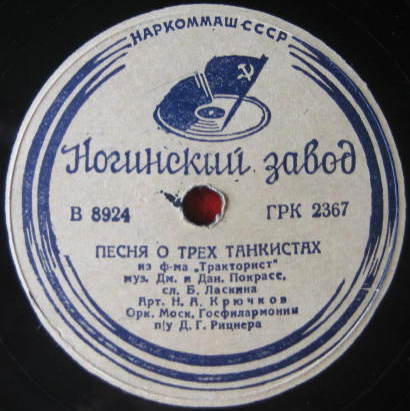 НАРКОММАШ-СССР
Ногинский завод
В 8924 ГРК 2367
ПЕСНЯ О ТРЕХ ТАНКИСТАХ
из ф-ма „Тракторист"
муз. Дм. и Дан. Покрасс,
сл. Б. Ласкина
Арт. Н. А. Крючков
Орк. Моск. Госфилармонии
п/у Д. Г. Рицнера